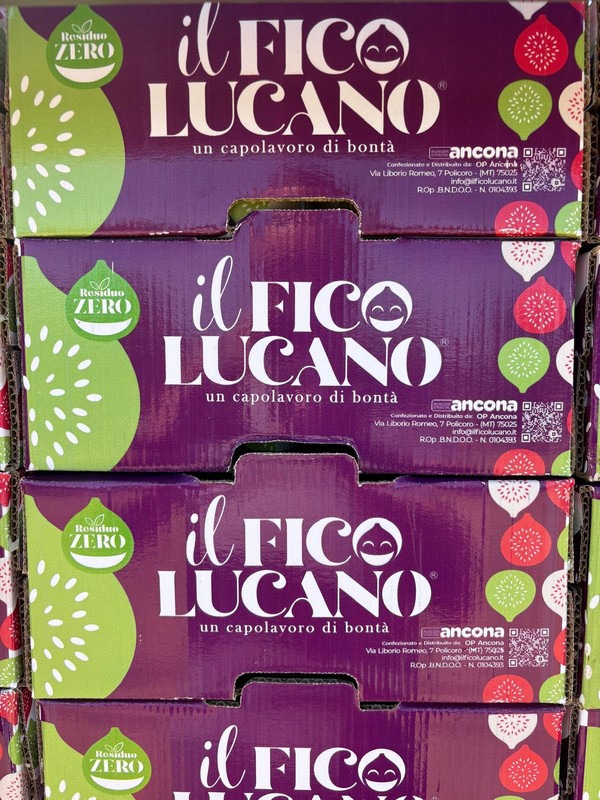 Residuo
ZERO
il FICO
LUCANO®
un capolavoro di bontà
ancona
Confezionato e Distribuito da: OP Ancona
Via Liborio Romeo, 7 Policoro - (MT) 75025
info@ilficolucano.it
R.Op .B.N.D.O.O. - N. 0104393
Residuo
ZERO
il FICO
LUCANO®
un capolavoro di bontà
ancona
Confezionato e Distribuito da: OP Ancona
Via Liborio Romeo, 7 Policoro - (MT) 75025
info@ilficolucano.it
R.Op .B.N.D.O.O. - N. 0104393
Residuo
ZERO
il FICO
LUCANO®
un capolavoro di bontà
ancona
Confezionato e Distribuito da: OP Ancona
Via Liborio Romeo, 7 Policoro - (MT) 75025
info@ilficolucano.it
R.Op .B.N.D.O.O. - N. 0104393
Residuo
ZERO
il FICO